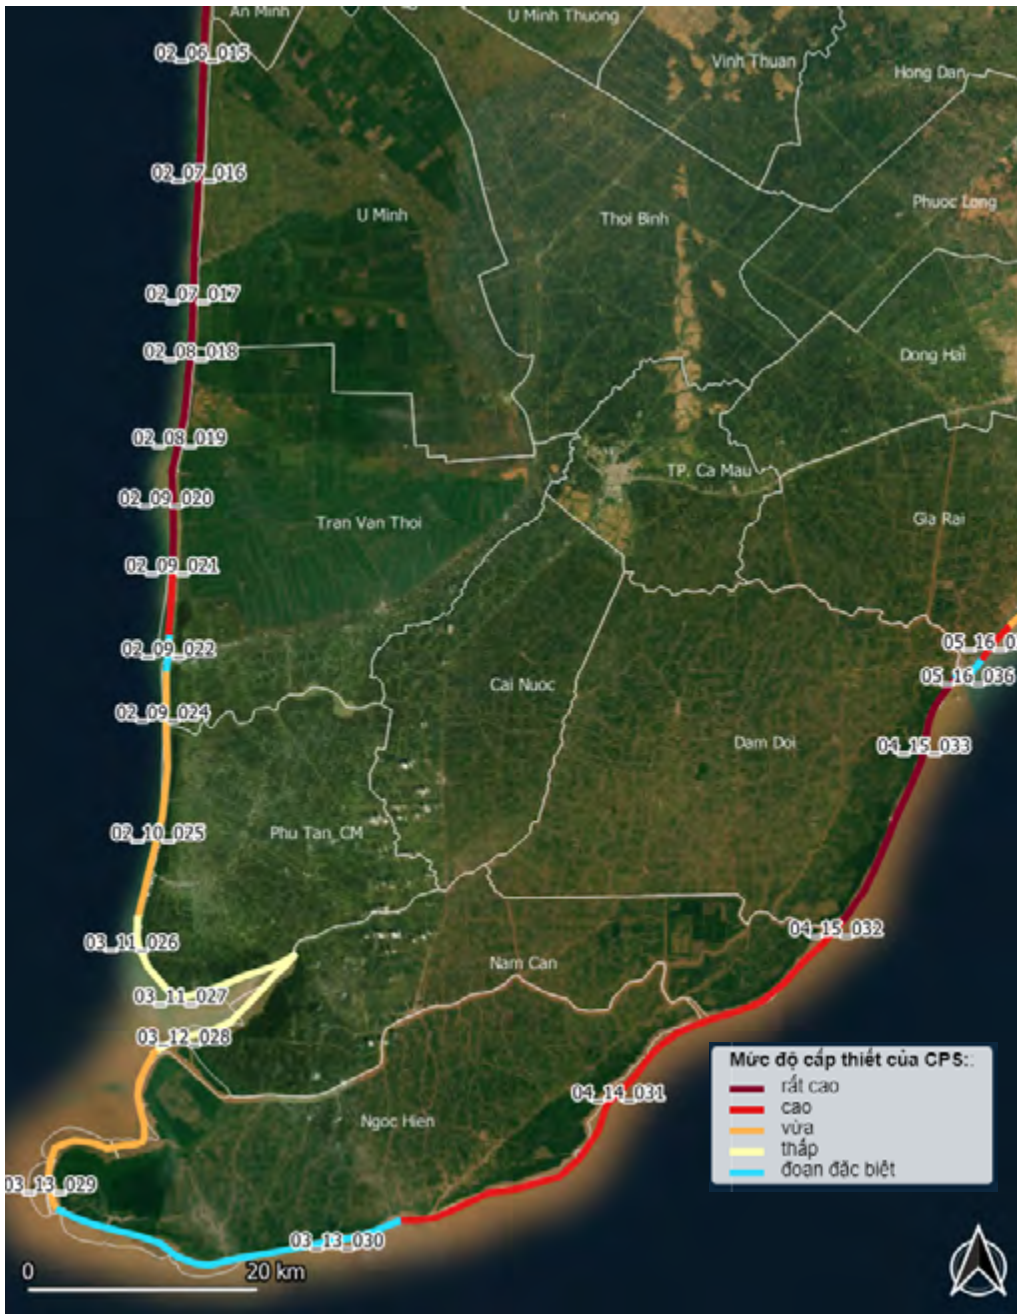 An Minh
U Minh Thuong
02_06_015
Vinh Thuan
Hong Dan
02_07_016
U Minh
Thoi Binh
Phuoc Long
02_07_017
02_08_018
Dong Hai
02_08_019
TP. Ca Mau
02_09_020
Tran Van Thoi
Gia Rai
02_09_021
02_09_022
05_16_0
Cai Nuoc
05_16_036
02_09_024
Dam Doi
04_15_033
02_10_025
Phu Tan_CM
04_15_032
03_11_026
Nam Can
03_11_027
03_12_028
Mức độ cấp thiết của CPS:
rất cao
cao
vừa
thấp
đoạn đặc biệt
04_14_031
Ngoc Hien
03_13_029
03_13_030
0 20 km